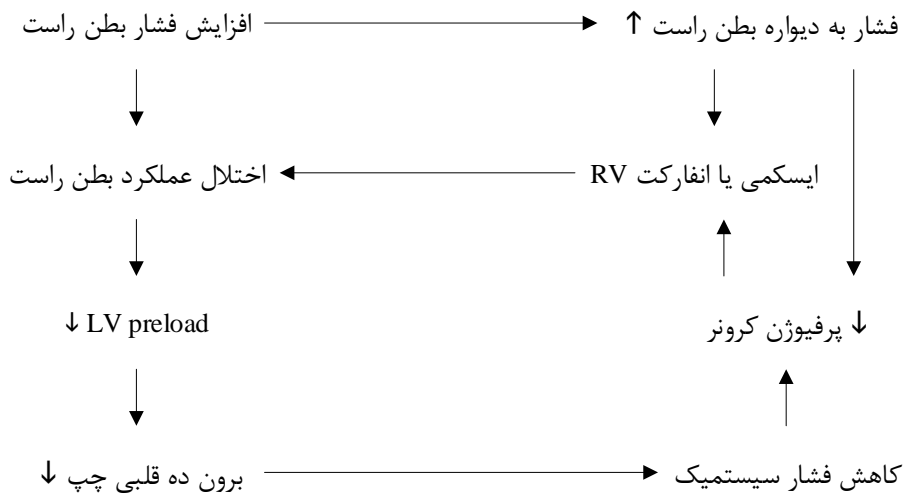 فشار به دیواره بطن راست ↑
افزایش فشار بطن راست
ایسکمی یا انفارکت RV
اختلال عملکرد بطن راست
↓ پرفیوژن کرونر
↓ LV preload
کاهش فشار سیستمیک
برون ده قلبی چپ ↓